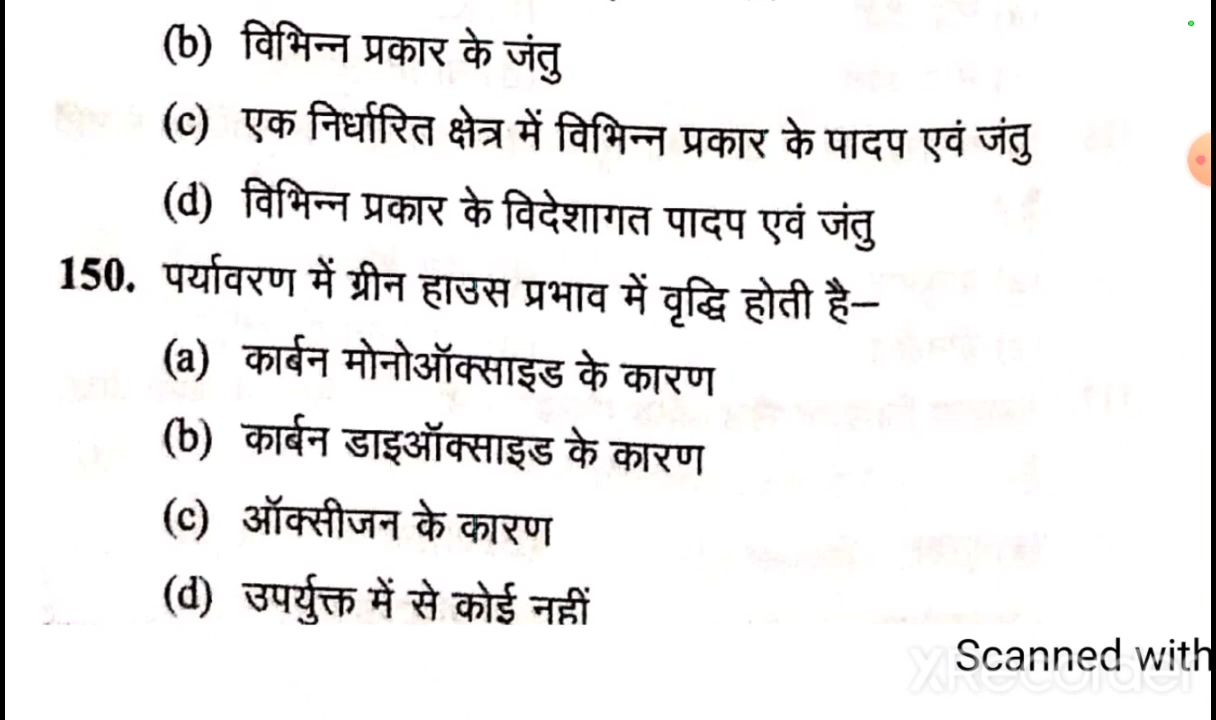 (b) विभिन्न प्रकार के जंतु
(c) एक निर्धारित क्षेत्र में विभिन्न प्रकार के पादप एवं जंतु
(d) विभिन्न प्रकार के विदेशागत पादप एवं जंतु
150. पर्यावरण में ग्रीन हाउस प्रभाव में वृद्धि होती है–
(a) कार्बन मोनोऑक्साइड के कारण
(b) कार्बन डाइऑक्साइड के कारण
(c) ऑक्सीजन के कारण
(d) उपर्युक्त में से कोई नहीं
Scanned with
XRecorder